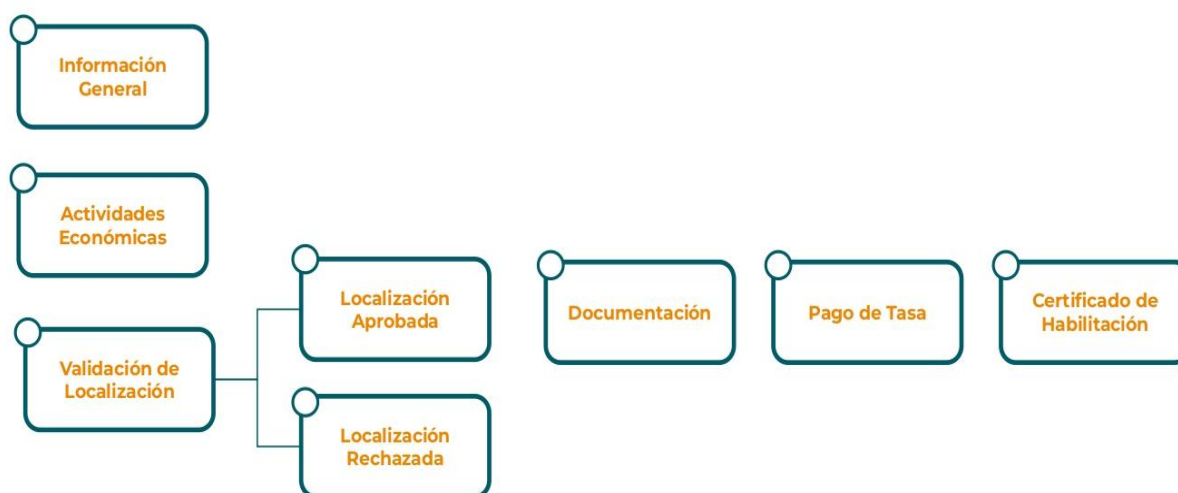 Información
General
Actividades
Económicas
Validación de
Localización
Localización
Aprobada
Localización
Rechazada
Documentación
Pago de Tasa
Certificado de
Habilitación